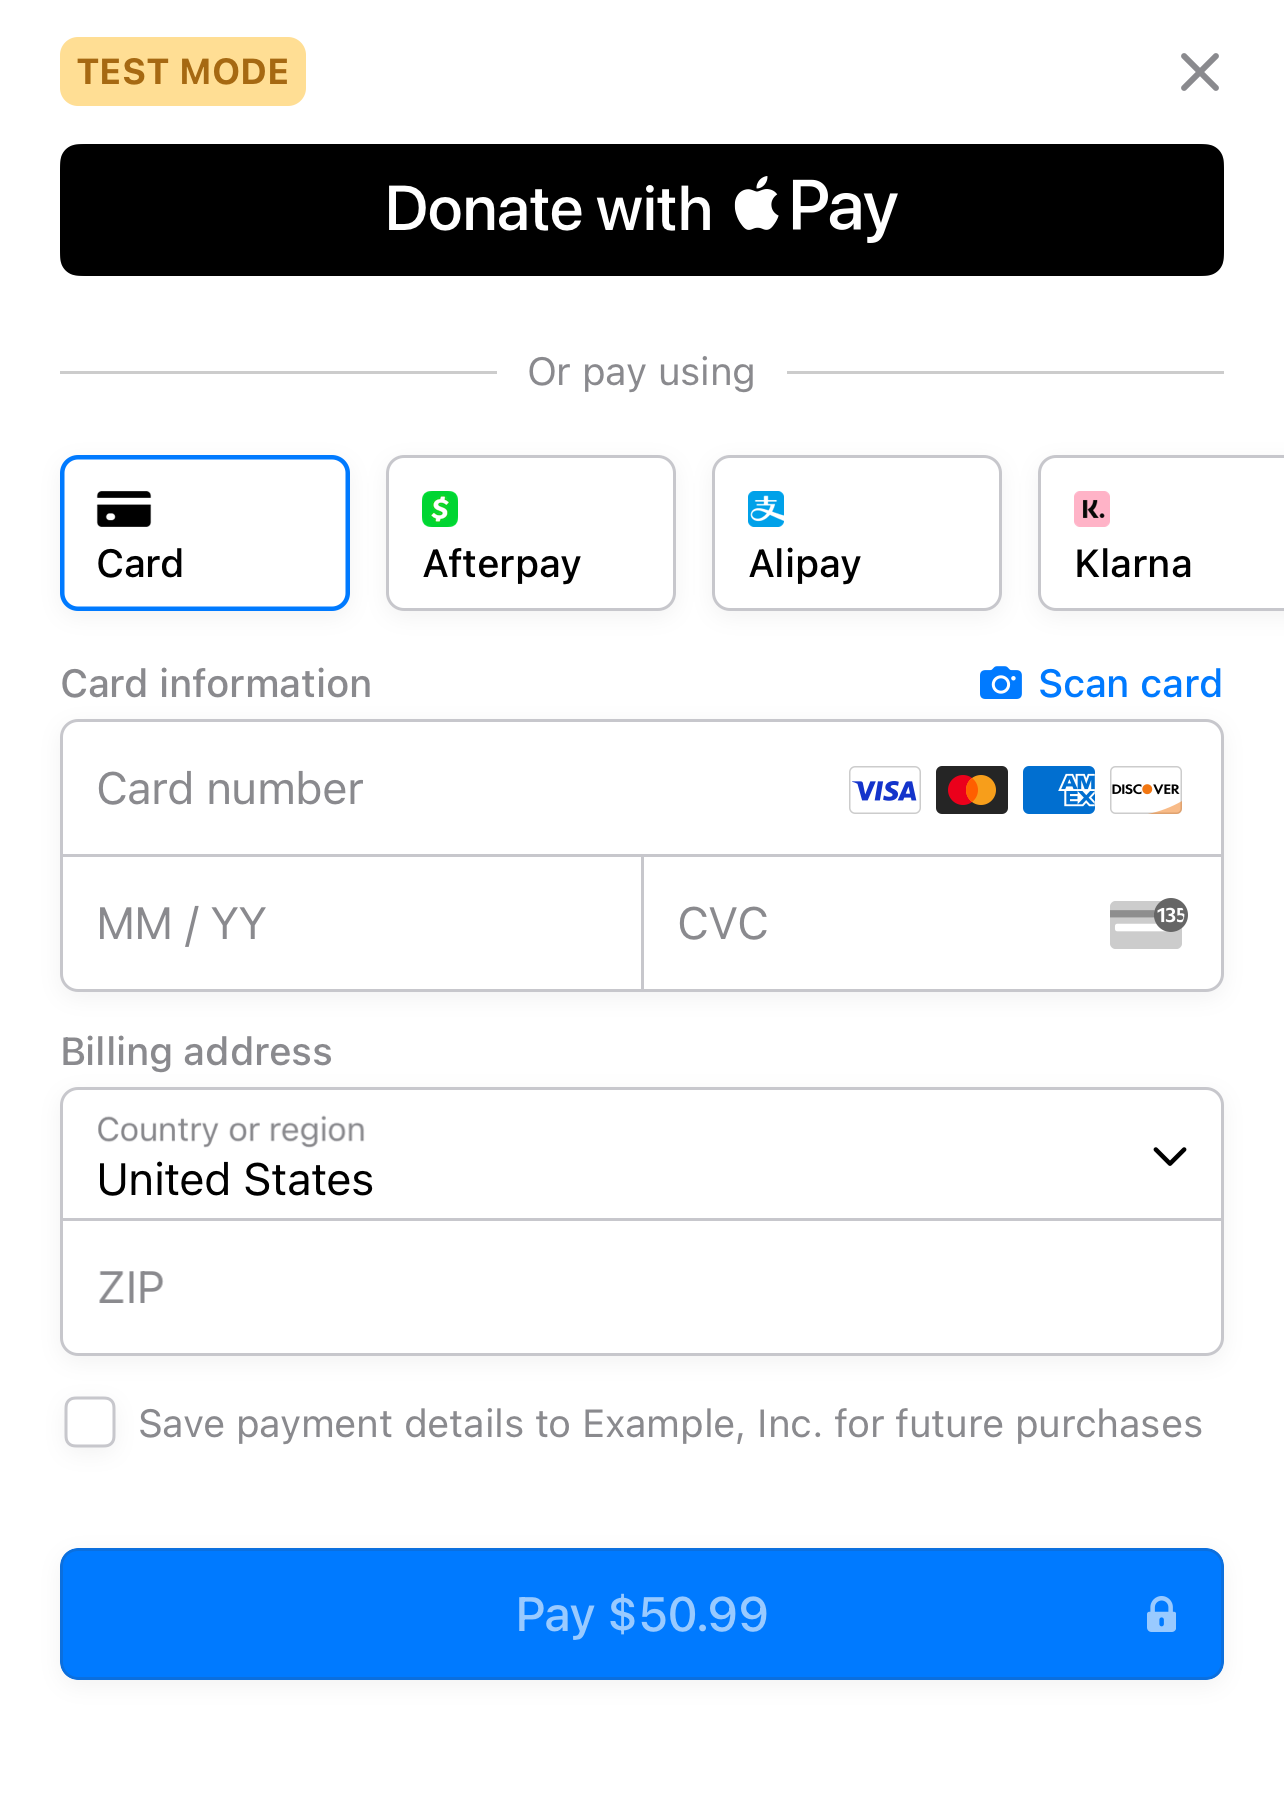 TEST MODE
Donate with Pay
Or pay using
Card
$
Afterpay
支
Alipay
K.
Klarna
Card information
Scan card
Card number
VISA
AM
EX
DISCOVER
MM / YY
CVC
135
Billing address
Country or region
United States
ZIP
Save payment details to Example, Inc. for future purchases
Pay $50.99